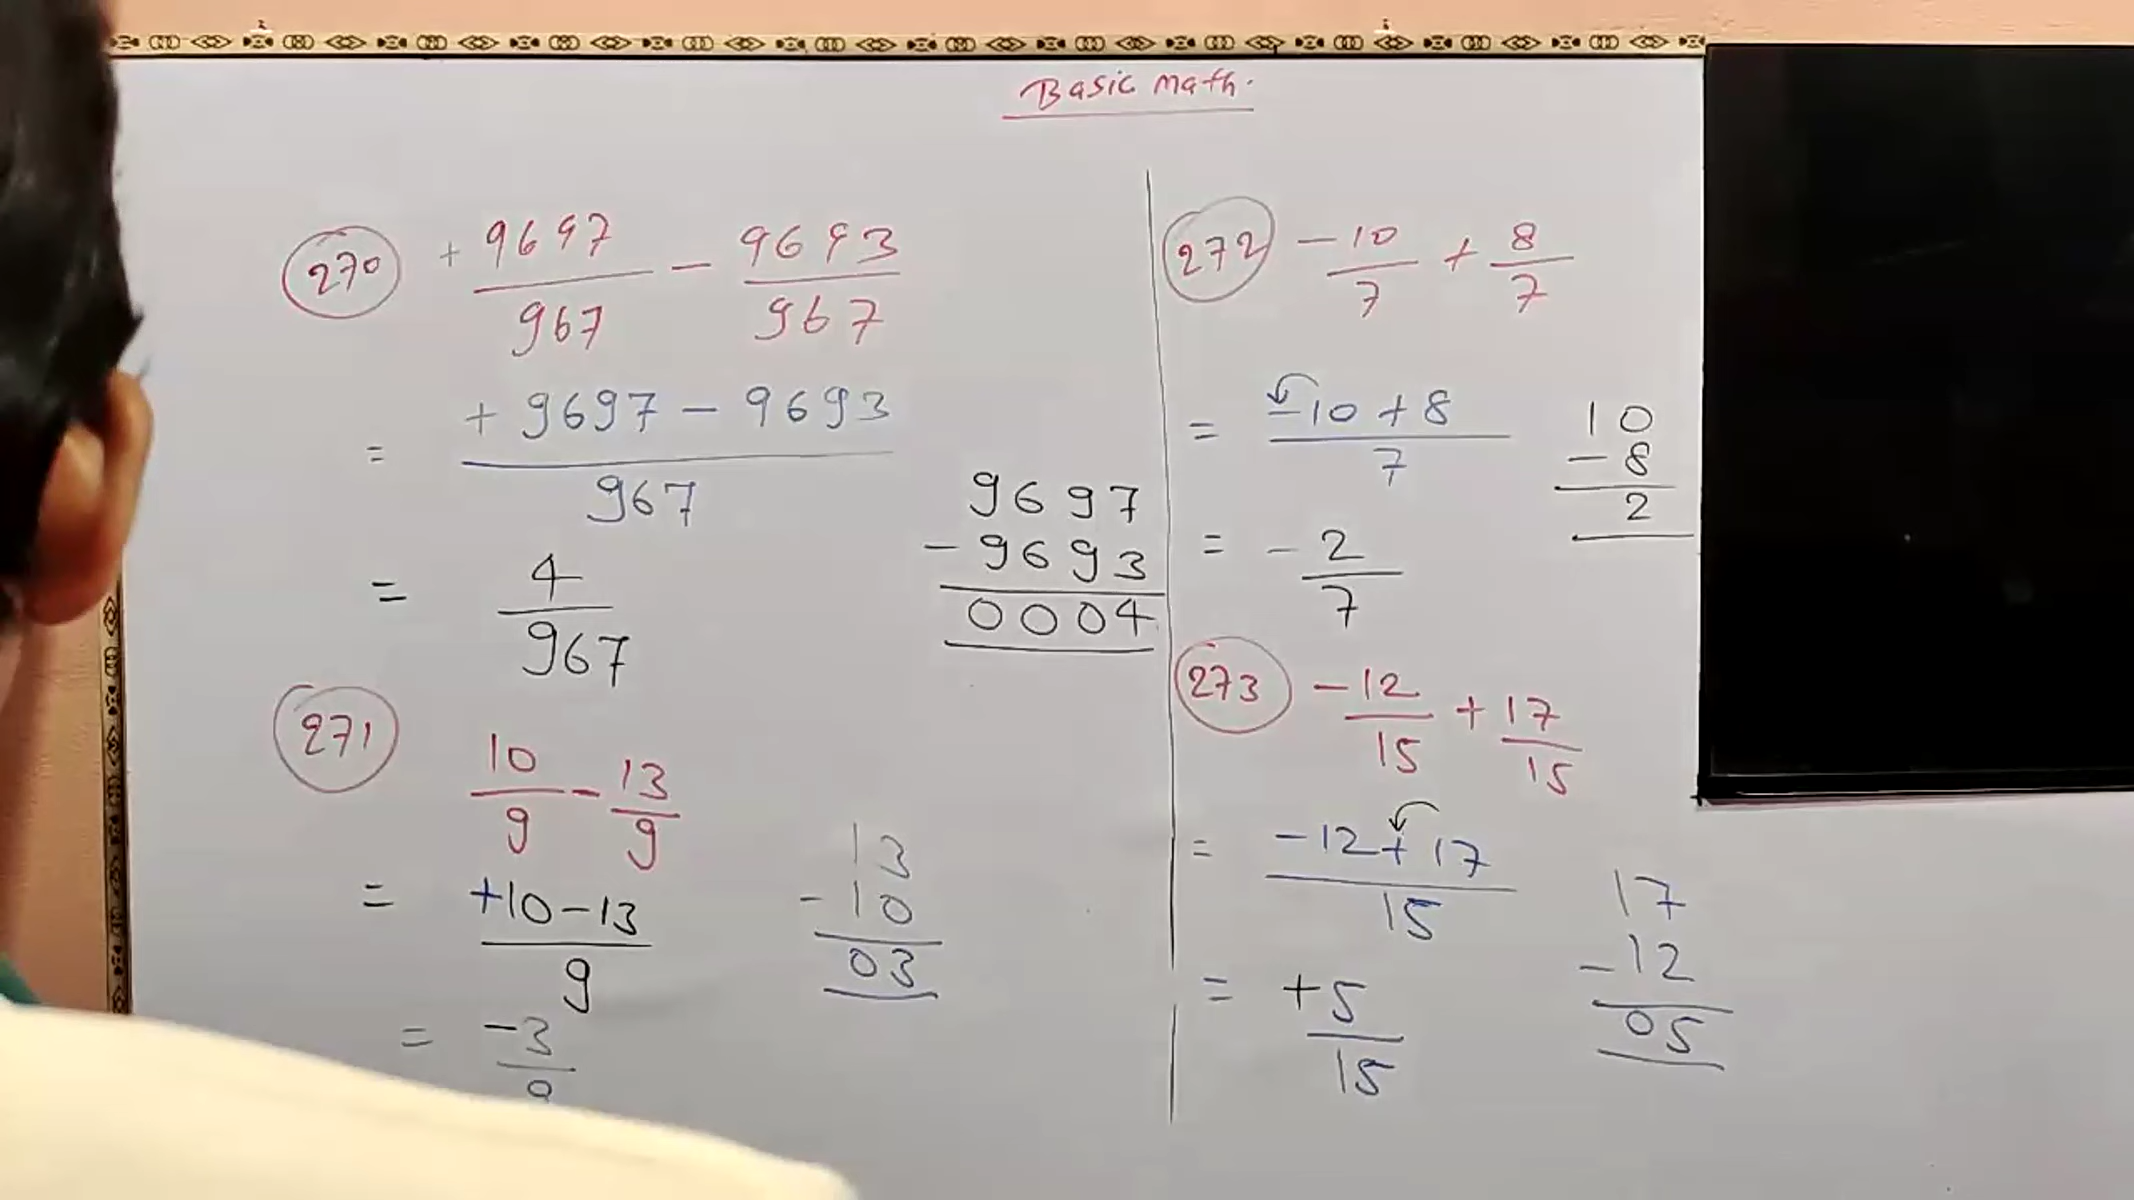 Basic math.
270 + 9697/967 - 9693/967
= + 9697 - 9693 / 967
9697
- 9693
0004
= 4/967
271 10/9 - 13/9
= +10 - 13 / 9
13
- 10
03
= -3/9
272 -10/7 + 8/7
= -10 + 8 / 7
10
- 8
2
= - 2/7
273 -12/15 + 17/15
= -12 + 17 / 15
17
- 12
05
= +5/15